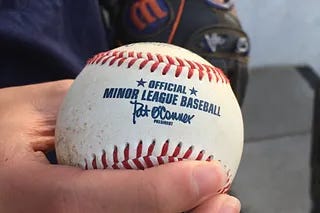 ★★★★★★
OFFICIAL
MINOR LEAGUE BASEBALL
Pat O'Conner
PRESIDENT